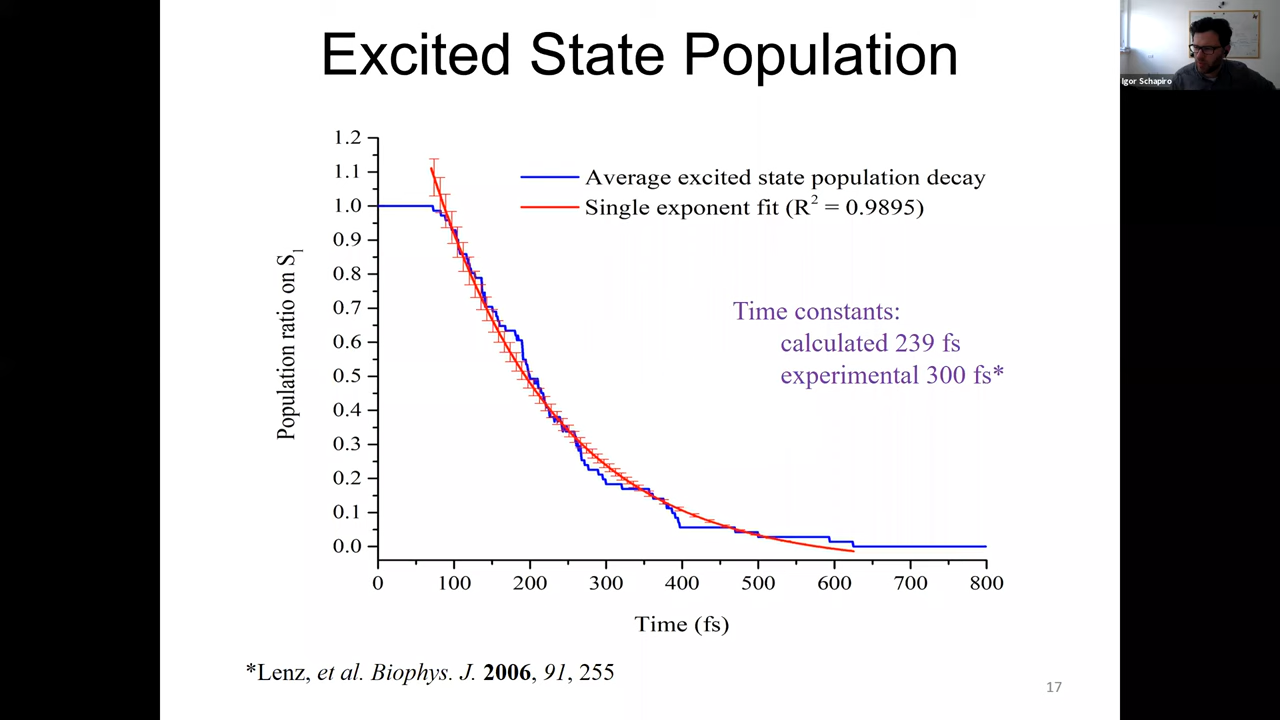 Excited State Population
Igor Schapiro
1.2
1.1
1.0
0.9
0.8
0.7
0.6
0.5
0.4
0.3
0.2
0.1
0.0
Population ratio on S1
Average excited state population decay
Single exponent fit (R2 = 0.9895)
Time constants:
calculated 239 fs
experimental 300 fs*
0 100 200 300 400 500 600 700 800
Time (fs)
*Lenz, et al. Biophys. J. 2006, 91, 255
17